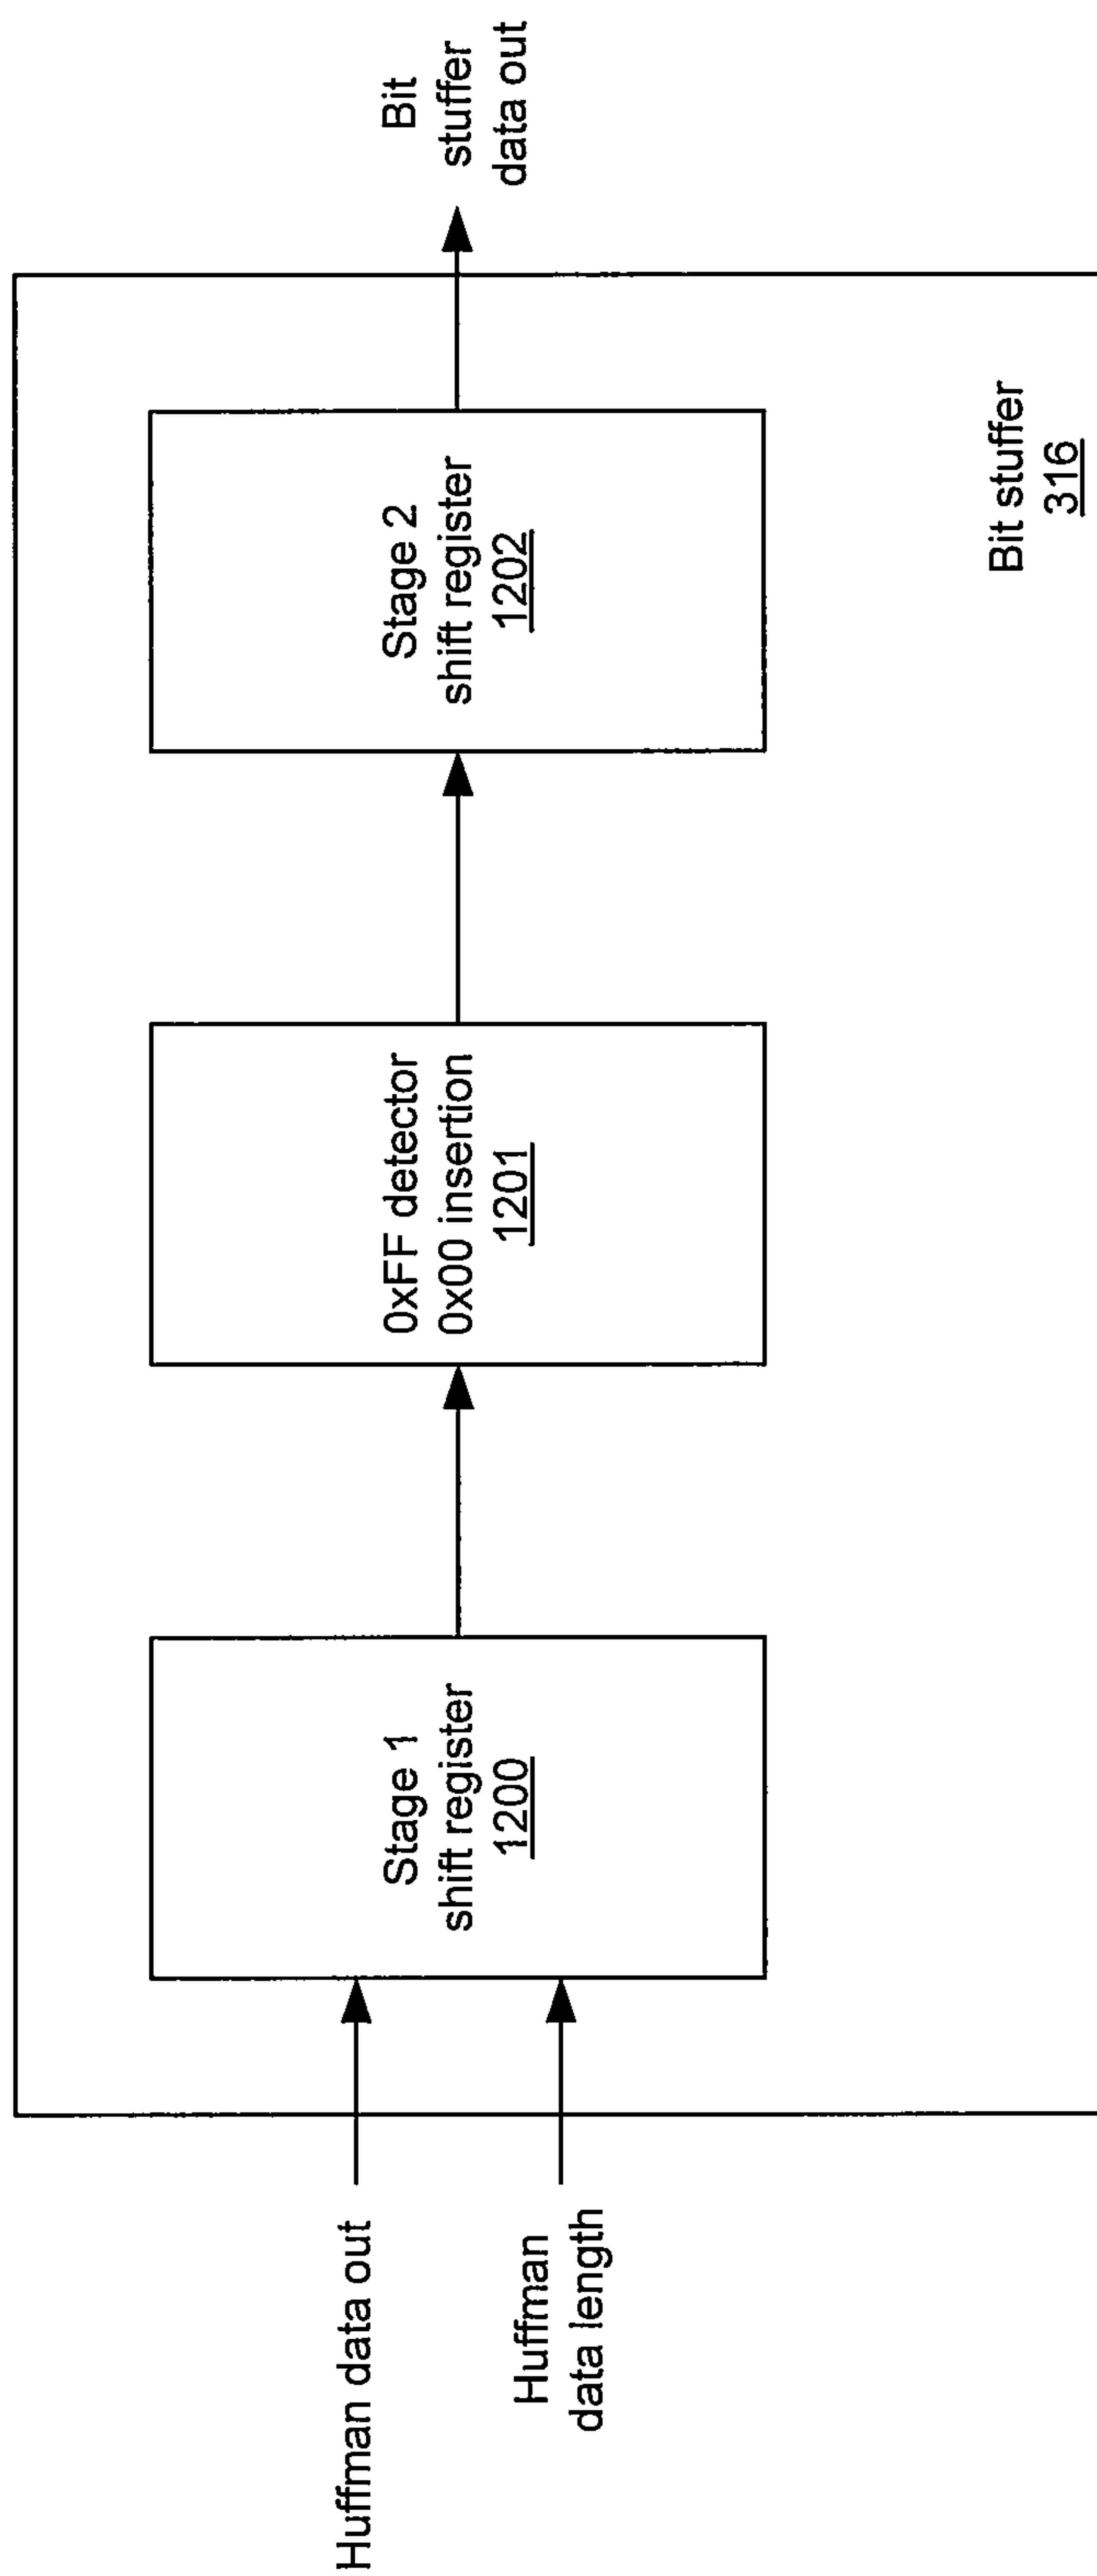 Huffman data out
Huffman
data length
Stage 1
shift register
1200
0xFF detector
0x00 insertion
1201
Stage 2
shift register
1202
Bit
stuffer
data out
Bit stuffer
316